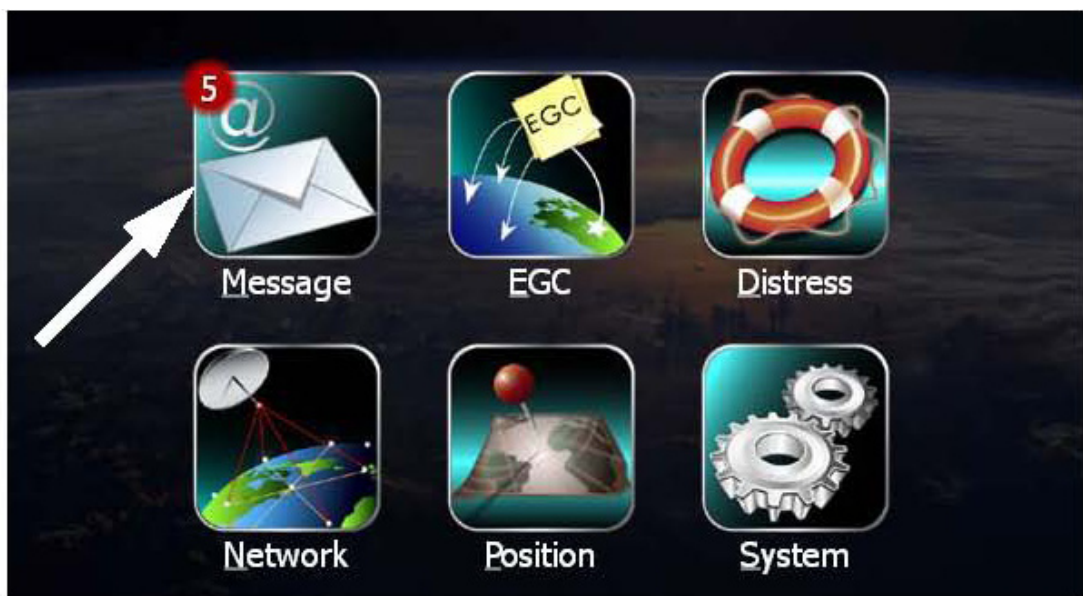 5
@
EGC
Message
EGC
Distress
Network
Position
System